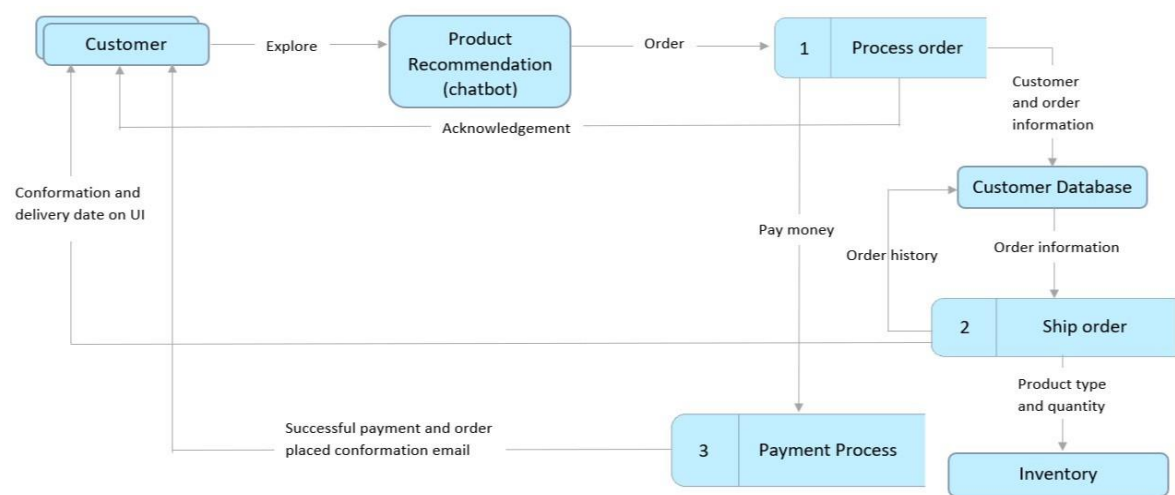 Customer
Explore
Product
Recommendation
(chatbot)
Order
1 Process order
Customer
and order
information
Acknowledgement
Conformation and
delivery date on UI
Customer Database
Pay money
Order history
Order information
2 Ship order
Product type
and quantity
Successful payment and order
placed conformation email
3 Payment Process
Inventory